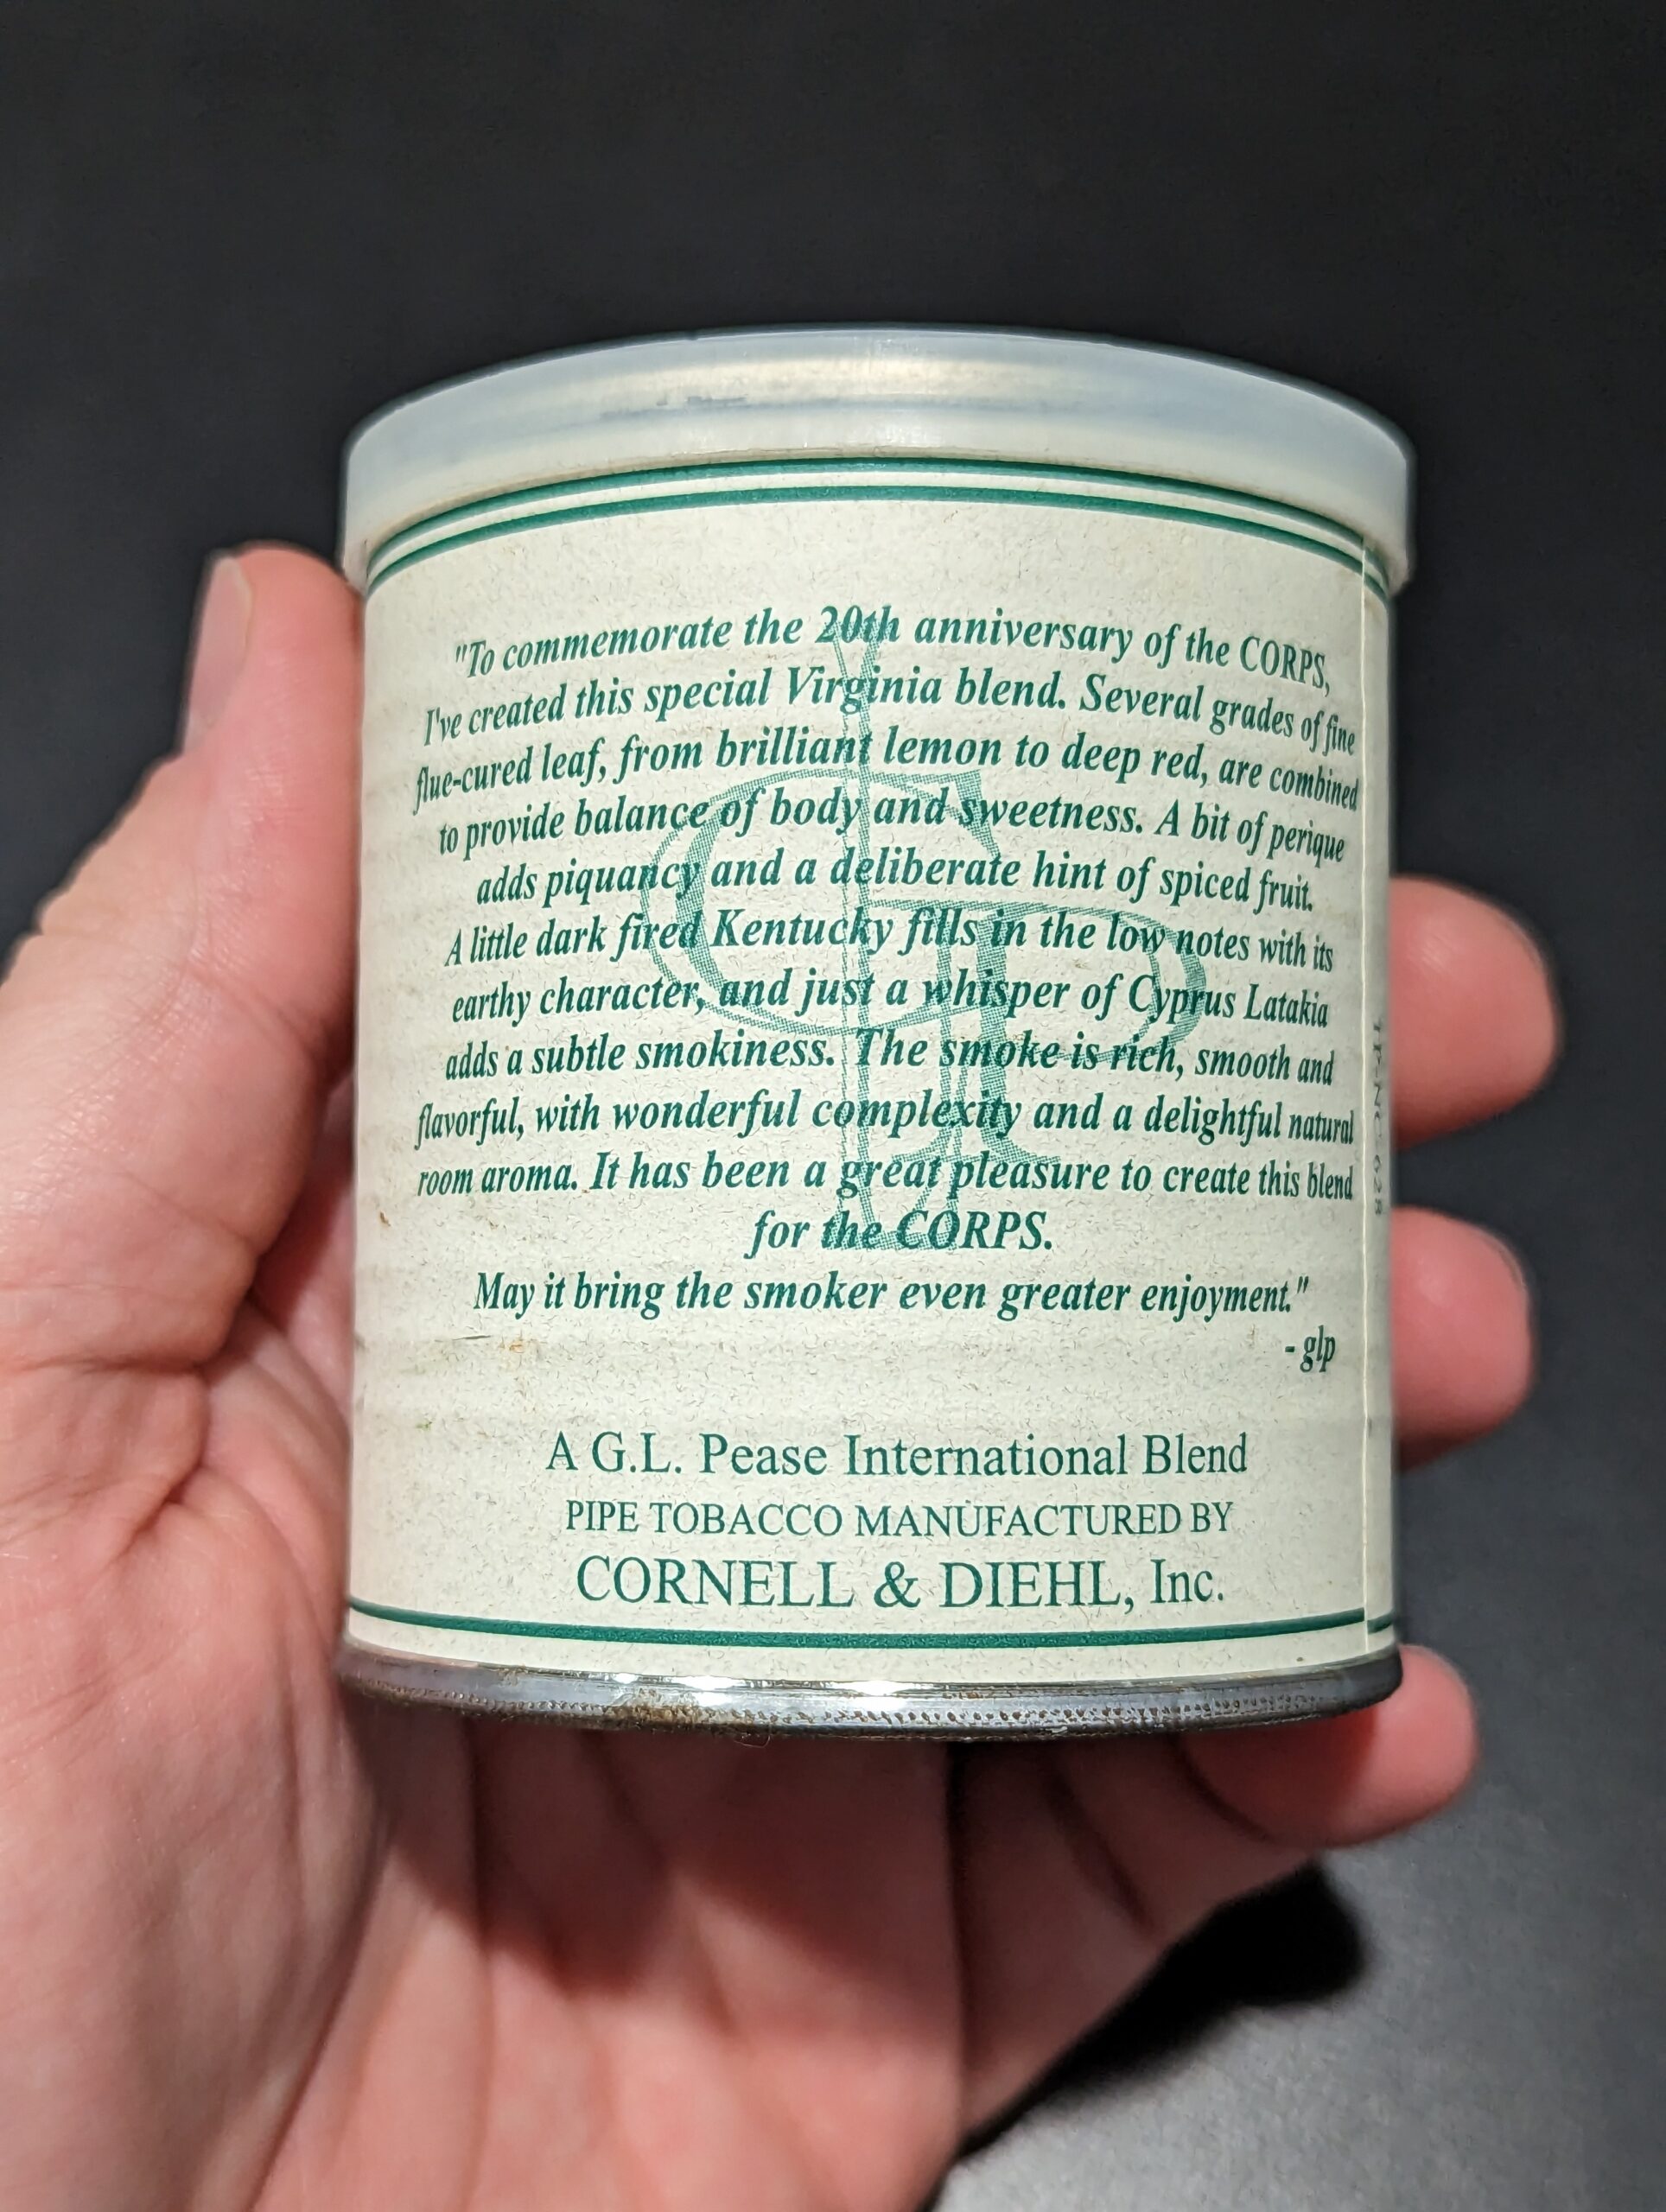 "To commemorate the 20th anniversary of the CORPS,
I've created this special Virginia blend. Several grades of fine
flue-cured leaf, from brilliant lemon to deep red, are combined
to provide balance of body and sweetness. A bit of perique
adds piquancy and a deliberate hint of spiced fruit.
A little dark fired Kentucky fills in the low notes with its
earthy character, and just a whisper of Cyprus Latakia
adds a subtle smokiness. The smoke is rich, smooth and
flavorful, with wonderful complexity and a delightful natural
room aroma. It has been a great pleasure to create this blend
for the CORPS.
May it bring the smoker even greater enjoyment."
- glp
A G.L. Pease International Blend
PIPE TOBACCO MANUFACTURED BY
CORNELL & DIEHL, Inc.